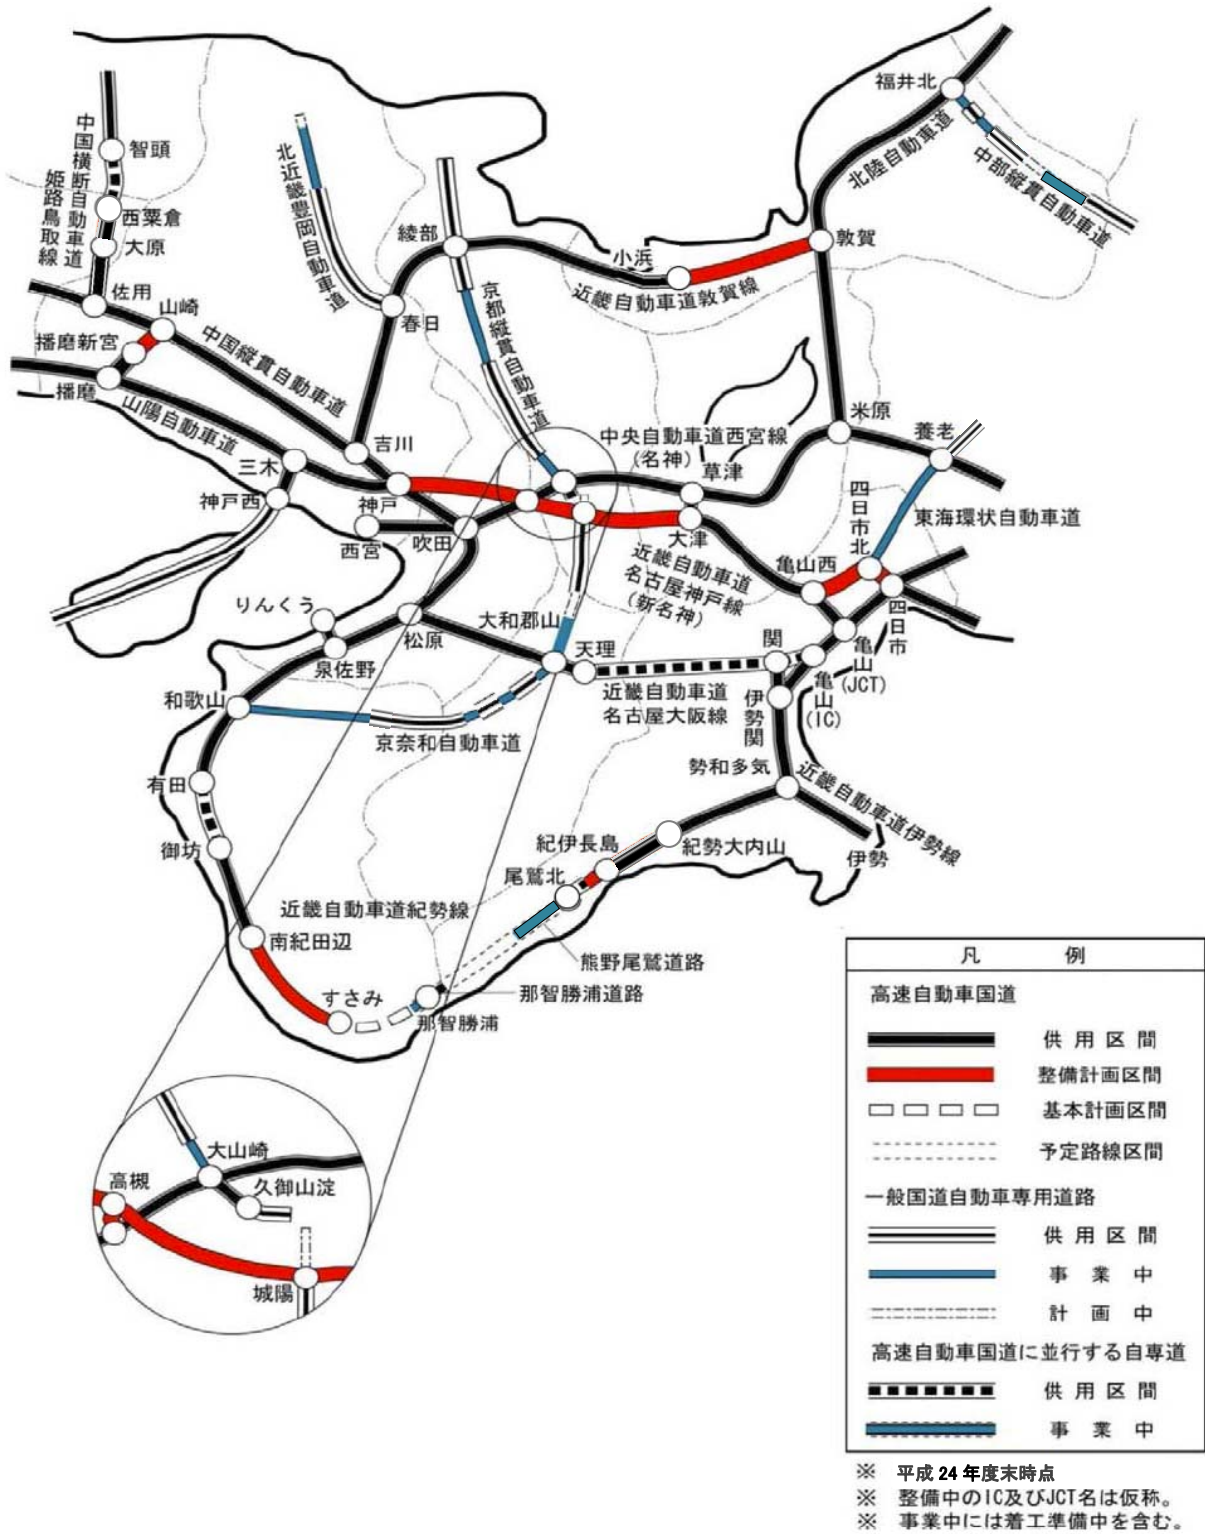 福井北
北陸自動車道
中部縦貫自動車道
中国横断自動車道
姫路鳥取線
智頭
西粟倉
大原
佐用
北近畿豊岡自動車道
綾部
小浜
敦賀
近畿自動車道敦賀線
京都縦貫自動車道
春日
山崎
播磨新宮
播磨
中国縦貫自動車道
山陽自動車道
吉川
三木
神戸西
神戸
西宮
吹田
中央自動車道西宮線
(名神)
草津
米原
養老
四日市北
東海環状自動車道
大津
亀山西
近畿自動車道
名古屋神戸線
(新名神)
四日市
りんくう
松原
大和郡山
天理
関
亀山
(JCT)
亀山
(IC)
泉佐野
和歌山
近畿自動車道
名古屋大阪線
伊勢関
京奈和自動車道
勢和多気
近畿自動車道伊勢線
伊勢
有田
御坊
紀伊長島
紀勢大内山
尾鷲北
近畿自動車道紀勢線
南紀田辺
熊野尾鷲道路
すさみ
那智勝浦道路
那智勝浦
大山崎
高槻
久御山淀
城陽
凡 例
高速自動車国道
供用区間
整備計画区間
基本計画区間
予定路線区間
一般国道自動車専用道路
供用区間
事業中
計画中
高速自動車国道に並行する自専道
供用区間
事業中
※ 平成24年度末時点
※ 整備中のIC及びJCT名は仮称。
※ 事業中には着工準備中を含む。